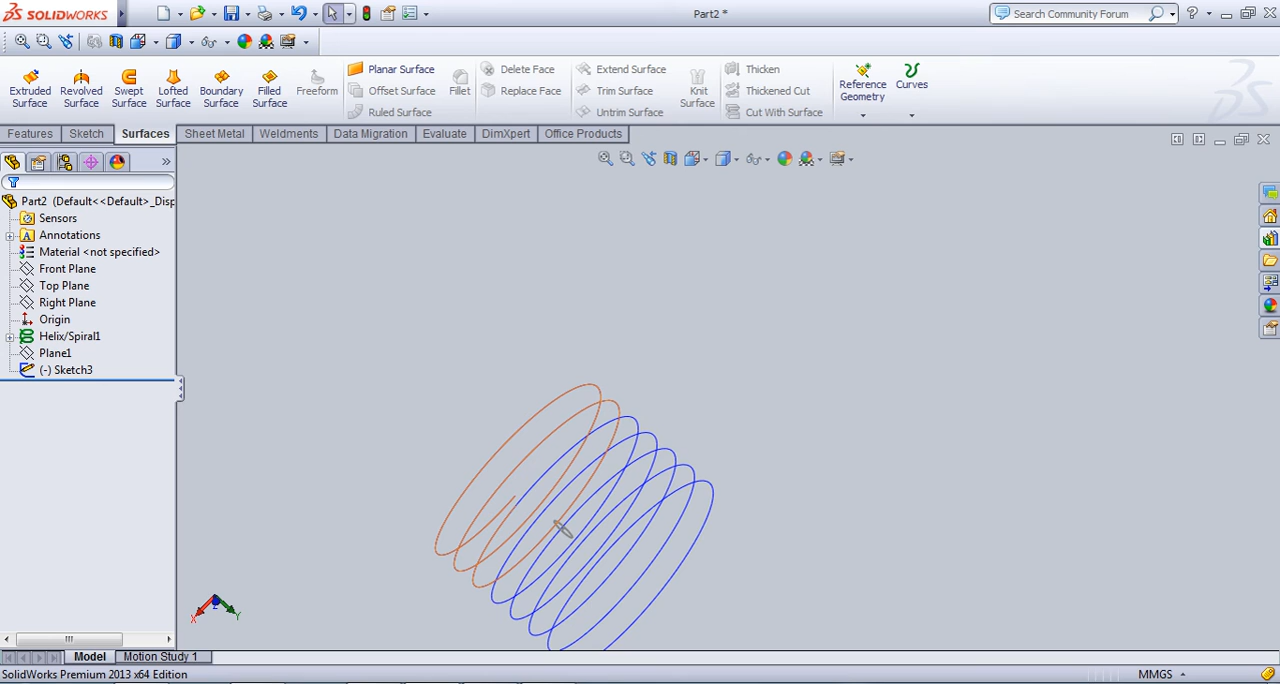 SOLIDWORKS
Part2 *
Search Community Forum
Extruded Surface
Revolved Surface
Swept Surface
Lofted Surface
Boundary Surface
Filled Surface
Freeform
Planar Surface
Offset Surface
Ruled Surface
Fillet
Delete Face
Replace Face
Extend Surface
Trim Surface
Untrim Surface
Knit Surface
Thicken
Thickened Cut
Cut With Surface
Reference Geometry
Curves
Features
Sketch
Surfaces
Sheet Metal
Weldments
Data Migration
Evaluate
DimXpert
Office Products
Part2 (Default<<Default>_Disp
Sensors
Annotations
Material <not specified>
Front Plane
Top Plane
Right Plane
Origin
Helix/Spiral1
Plane1
(-) Sketch3
X
Y
Z
Model
Motion Study 1
SolidWorks Premium 2013 x64 Edition
MMGS